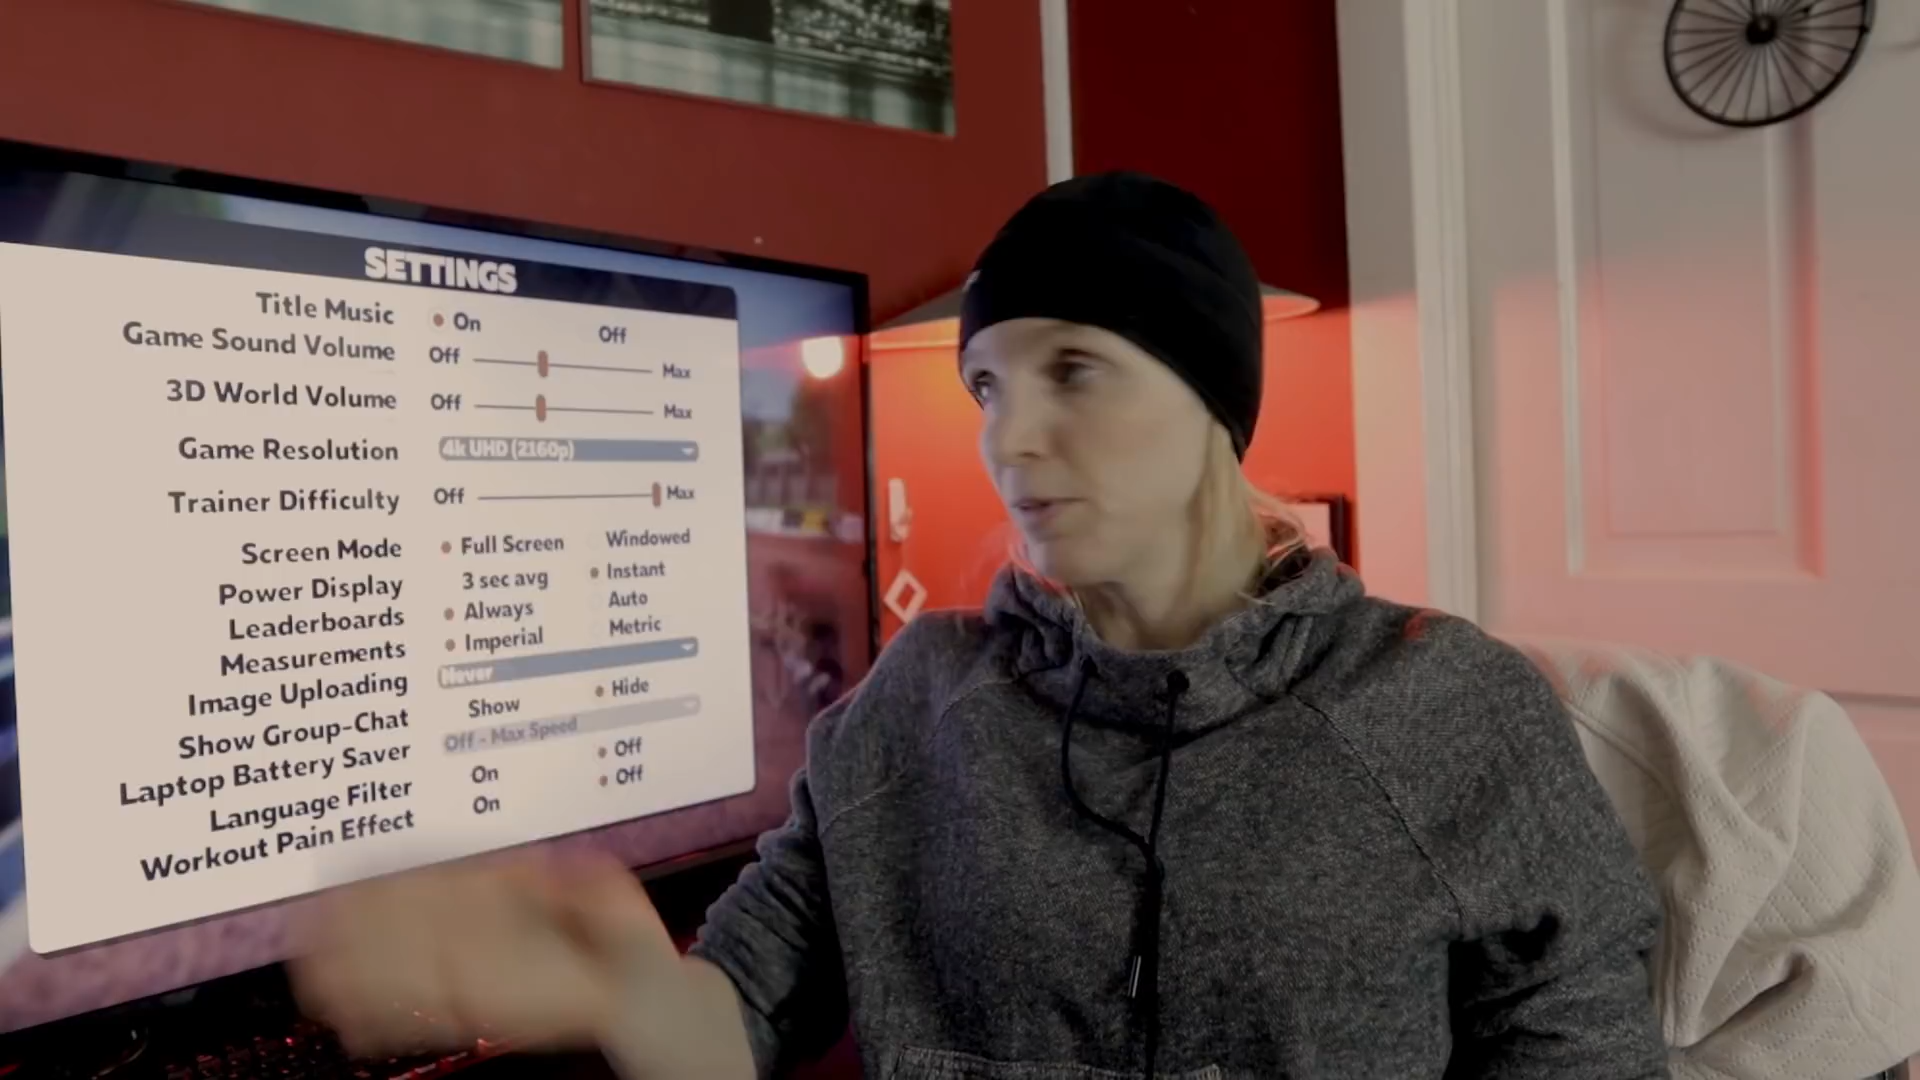 SETTINGS
Title Music On Off
Game Sound Volume Off Max
3D World Volume Off Max
Game Resolution 4k UHD (2160p)
Trainer Difficulty Off Max
Screen Mode Full Screen Windowed
Power Display 3 sec avg Instant
Leaderboards Always Auto
Measurements Imperial Metric
Image Uploading Never
Show Group-Chat Show Hide
Laptop Battery Saver Off - Max Speed
Language Filter On Off
Workout Pain Effect On Off